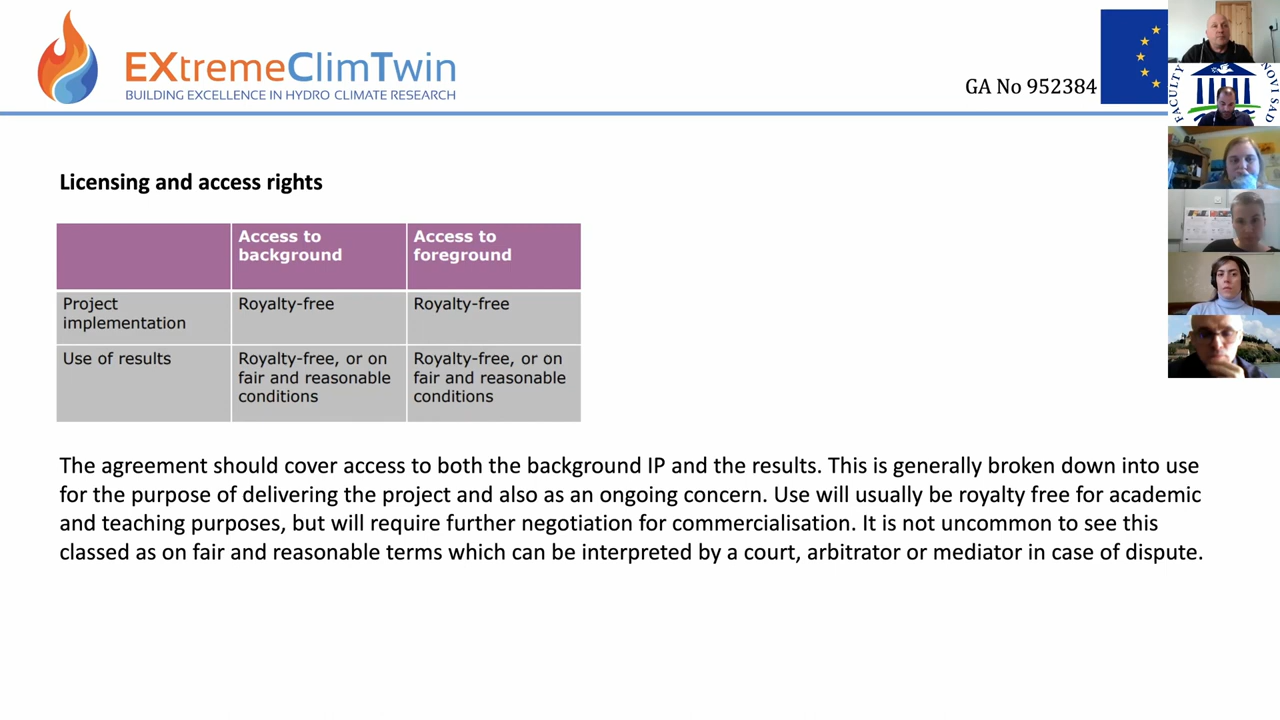 EXtremeClimTwin
BUILDING EXCELLENCE IN HYDRO CLIMATE RESEARCH
GA No 952384
FACULTY
NOVI SAD
Licensing and access rights
Access to background
Access to foreground
Project implementation
Royalty-free
Royalty-free
Use of results
Royalty-free, or on fair and reasonable conditions
Royalty-free, or on fair and reasonable conditions
The agreement should cover access to both the background IP and the results. This is generally broken down into use
for the purpose of delivering the project and also as an ongoing concern. Use will usually be royalty free for academic
and teaching purposes, but will require further negotiation for commercialisation. It is not uncommon to see this
classed as on fair and reasonable terms which can be interpreted by a court, arbitrator or mediator in case of dispute.